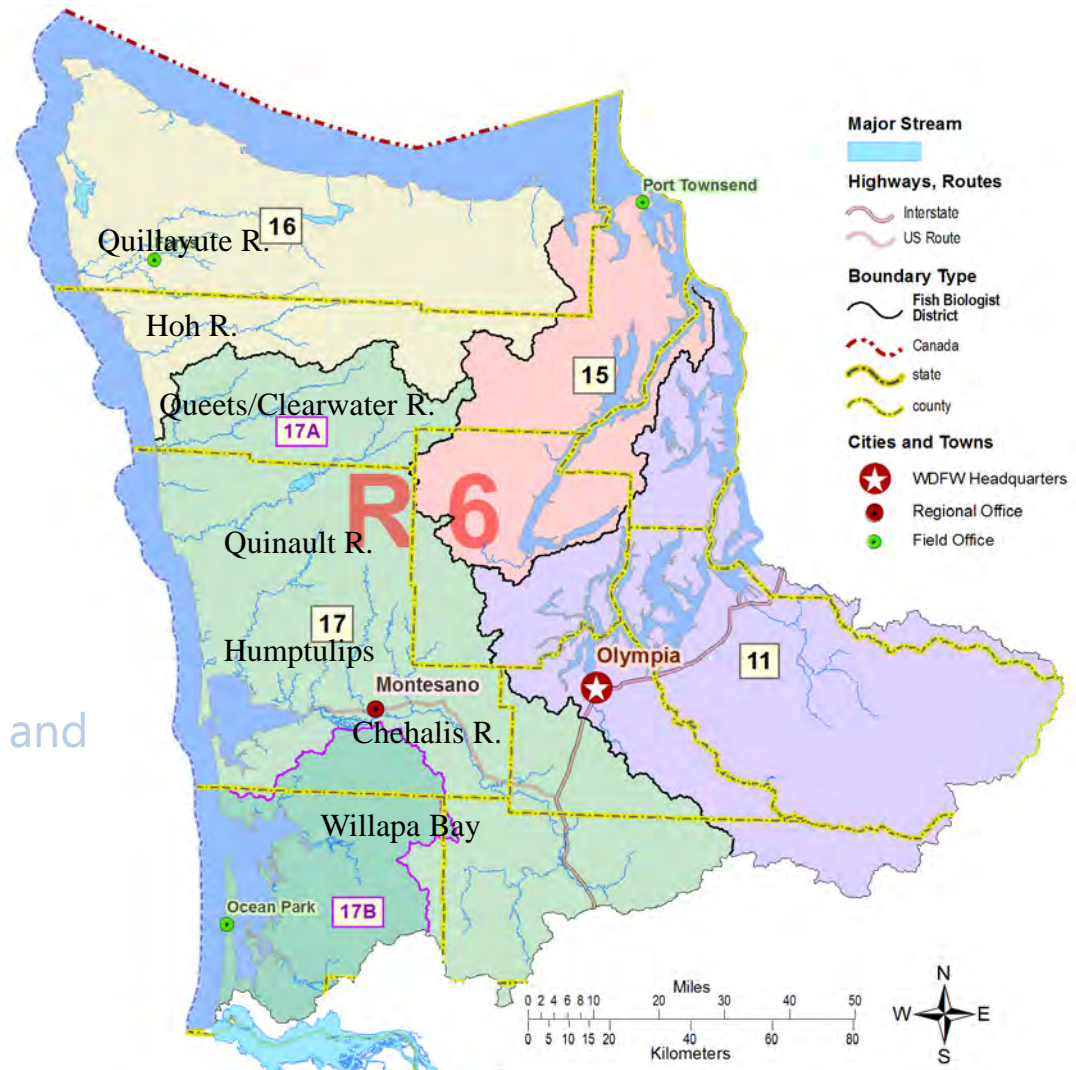 Port Townsend
16
Quillayute R.
Hoh R.
15
Queets/Clearwater R.
17A
R 6
Quinault R.
17
Humptulips
Olympia
11
Montesano
and
Chehalis R.
Willapa Bay
Ocean Park
17B
Major Stream
Highways, Routes
Interstate
US Route
Boundary Type
Fish Biologist
District
Canada
state
county
Cities and Towns
WDFW Headquarters
Regional Office
Field Office
Miles
0 2 4 6 8 10 20 30 40 50
0 5 10 15 20 40 60 80
Kilometers
N
W E
S